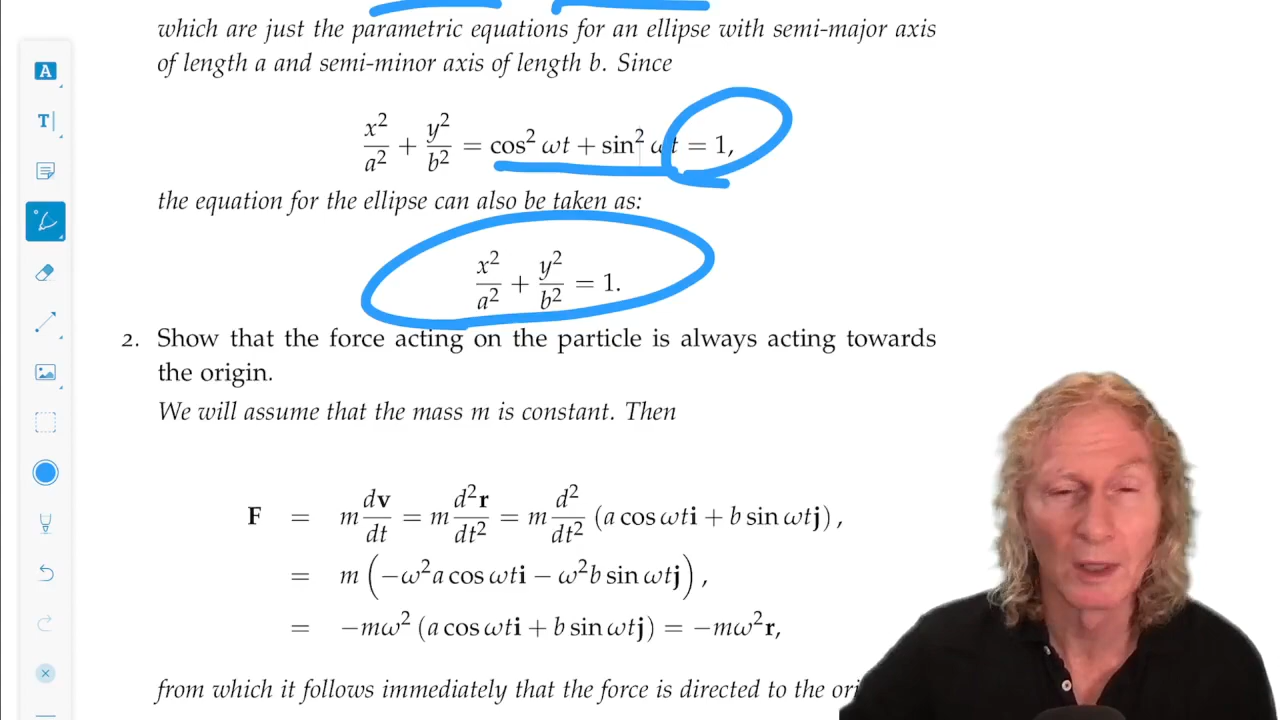 which are just the parametric equations for an ellipse with semi-major axis
of length a and semi-minor axis of length b. Since
x²/a² + y²/b² = cos² ωt + sin² ωt = 1,
the equation for the ellipse can also be taken as:
x²/a² + y²/b² = 1.
2. Show that the force acting on the particle is always acting towards
the origin.
We will assume that the mass m is constant. Then
F = m dv/dt = m d²r/dt² = m d²/dt² (a cos ωti + b sin ωtj),
= m (−ω²a cos ωti − ω²b sin ωtj),
= −mω² (a cos ωti + b sin ωtj) = −mω²r,
from which it follows immediately that the force is directed to the
A
T